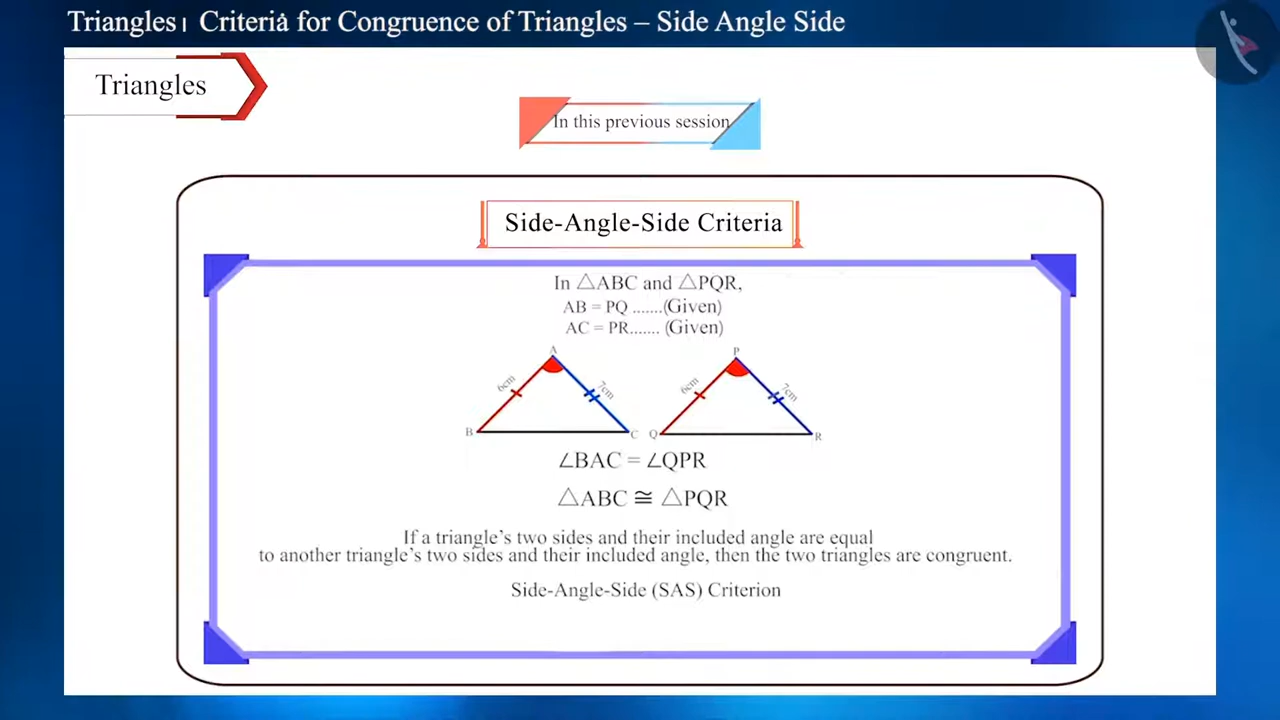 Triangles। Criteria for Congruence of Triangles – Side Angle Side
Triangles
In this previous session
Side-Angle-Side Criteria
In △ABC and △PQR,
AB = PQ .......(Given)
AC = PR....... (Given)
A
P
6cm
7cm
6cm
7cm
B
C
Q
R
∠BAC = ∠QPR
△ABC ≅ △PQR
If a triangle's two sides and their included angle are equal
to another triangle's two sides and their included angle, then the two triangles are congruent.
Side-Angle-Side (SAS) Criterion